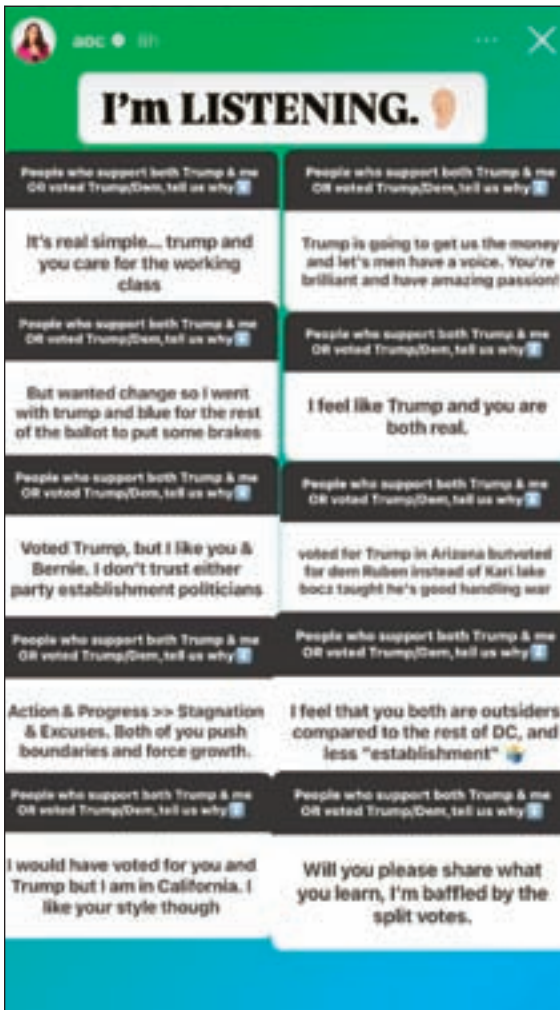 aoc
I'm LISTENING.
People who support both Trump & me
OR voted Trump/Dem, tell us why
It's real simple... trump and
you care for the working
class
People who support both Trump & me
OR voted Trump/Dem, tell us why
Trump is going to get us the money
and let's men have a voice. You're
brilliant and have amazing passion!
People who support both Trump & me
OR voted Trump/Dem, tell us why
But wanted change so I went
with trump and blue for the rest
of the ballot to put some brakes
People who support both Trump & me
OR voted Trump/Dem, tell us why
I feel like Trump and you are
both real.
People who support both Trump & me
OR voted Trump/Dem, tell us why
Voted Trump, but I like you &
Bernie. I don't trust either
party establishment politicians
People who support both Trump & me
OR voted Trump/Dem, tell us why
voted for Trump in Arizona butvoted
for dem Ruben instead of Kari lake
bocz taught he's good handling war
People who support both Trump & me
OR voted Trump/Dem, tell us why
Action & Progress >> Stagnation
& Excuses. Both of you push
boundaries and force growth.
People who support both Trump & me
OR voted Trump/Dem, tell us why
I feel that you both are outsiders
compared to the rest of DC, and
less "establishment"
People who support both Trump & me
OR voted Trump/Dem, tell us why
I would have voted for you and
Trump but I am in California. I
like your style though
People who support both Trump & me
OR voted Trump/Dem, tell us why
Will you please share what
you learn, I'm baffled by the
split votes.